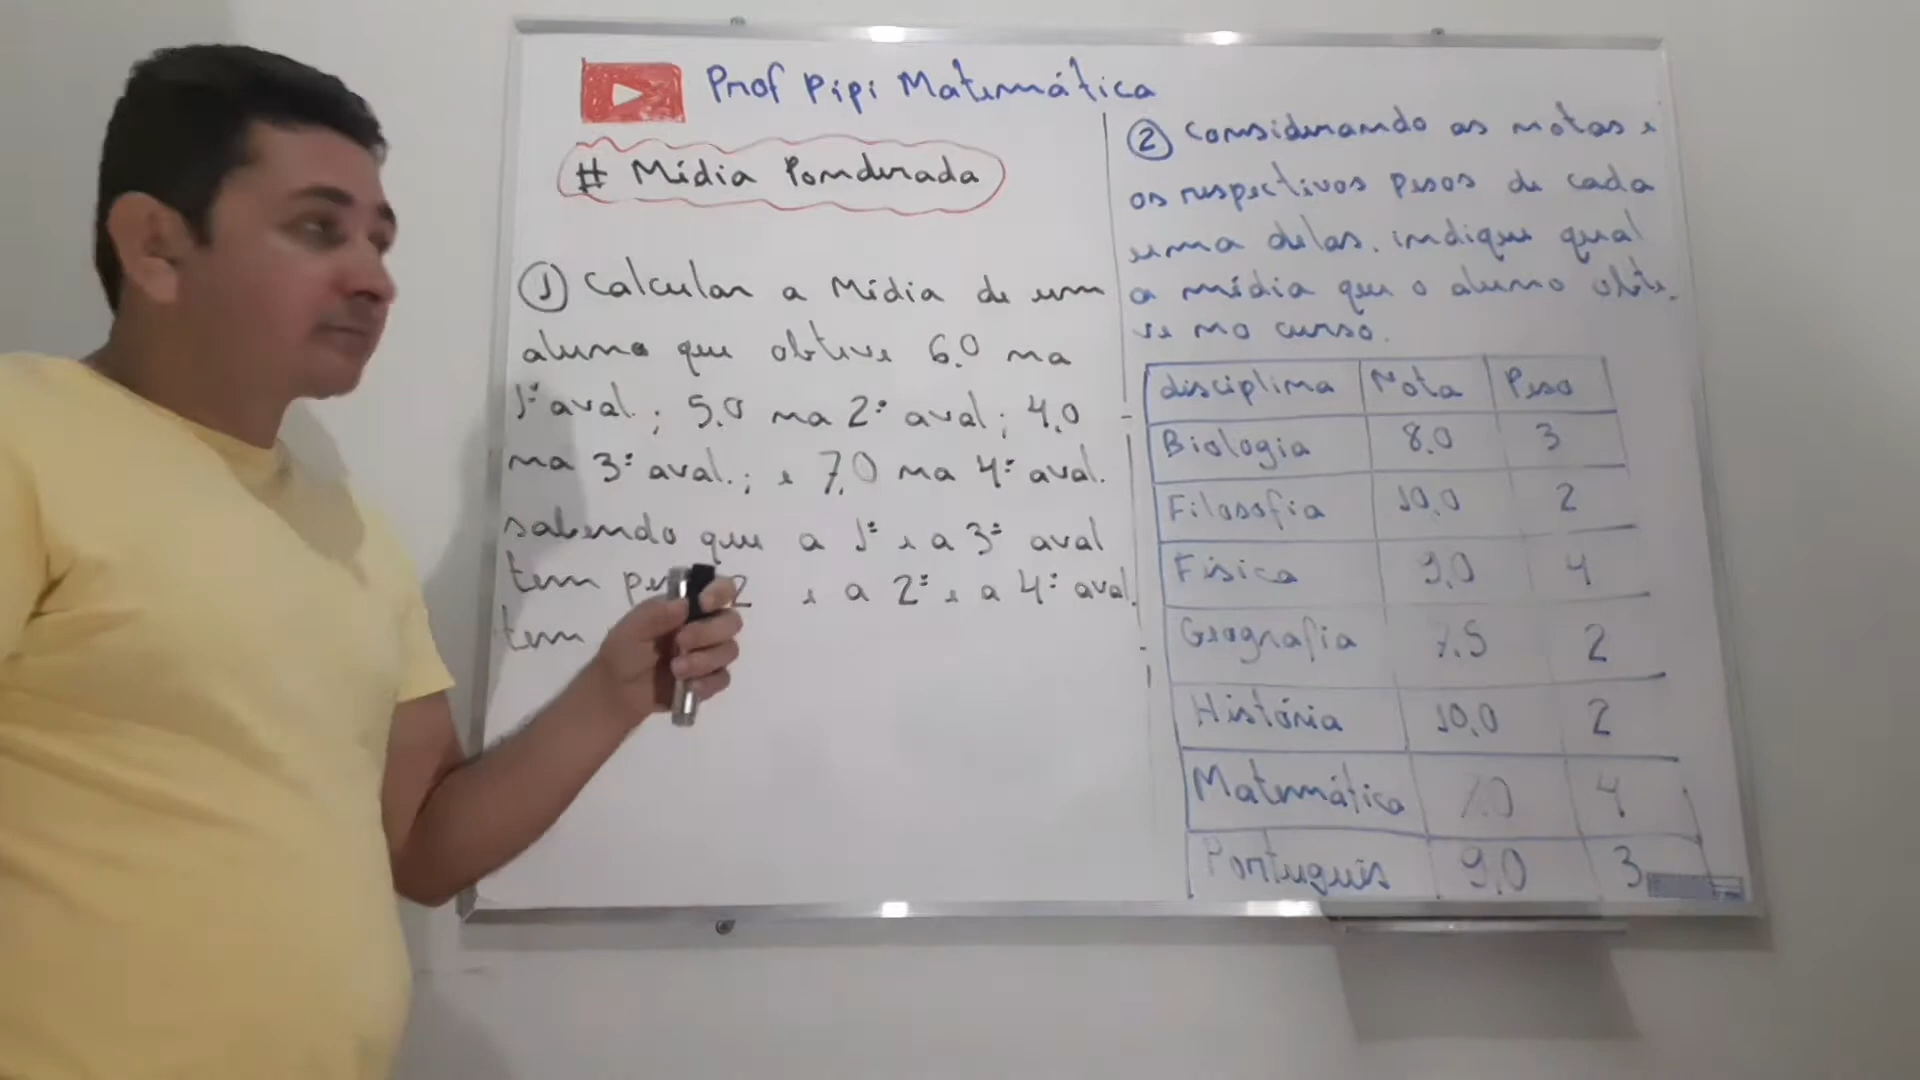 Prof Pipi Matemática
# Média Ponderada
① Calcular a Média de um
aluno que obteve 6,0 na
1ª aval.; 5,0 na 2ª aval.; 4,0
na 3ª aval.; e 7,0 na 4ª aval.
sabendo que a 1ª e a 3ª aval
tem 2 e a 2ª e a 4ª aval.
tem
② Considerando as notas e
os respectivos pesos de cada
uma delas. indique qual
a média que o aluno obte-
ve no curso.
disciplina Nota Peso
Biologia 8,0 3
Filosofia 10,0 2
Física 9,0 4
Geografia 7,5 2
História 10,0 2
Matemática 7,0 4
Português 9,0 3